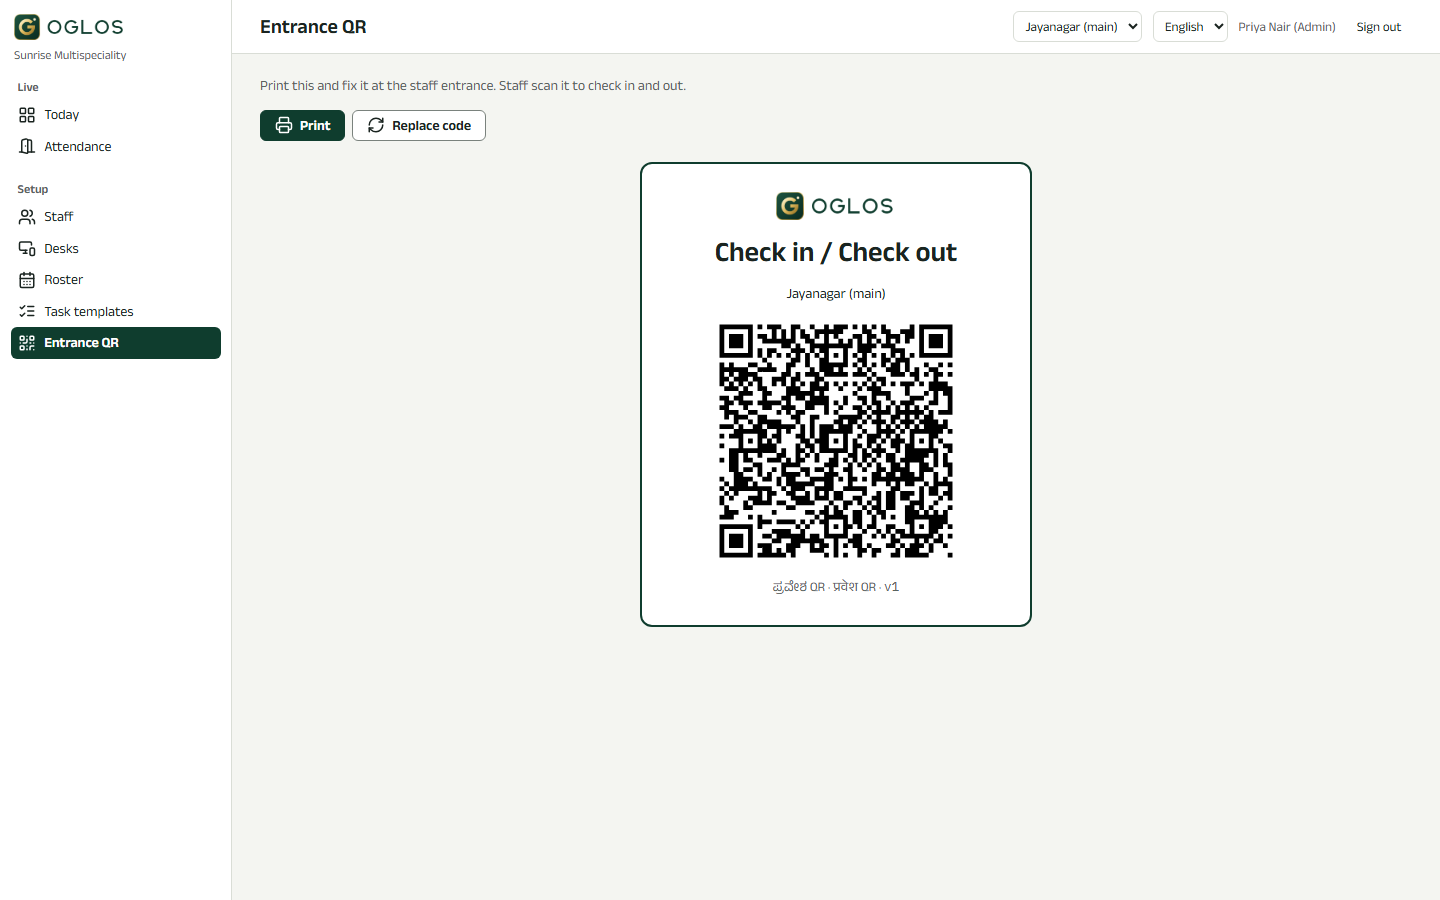 OGLOS
Sunrise Multispeciality
Live
Today
Attendance
Setup
Staff
Desks
Roster
Task templates
Entrance QR
Entrance QR
Jayanagar (main)
English
Priya Nair (Admin)
Sign out
Print this and fix it at the staff entrance. Staff scan it to check in and out.
Print
Replace code
OGLOS
Check in / Check out
Jayanagar (main)
ಪ್ರವೇಶ QR · प्रवेश QR · v1